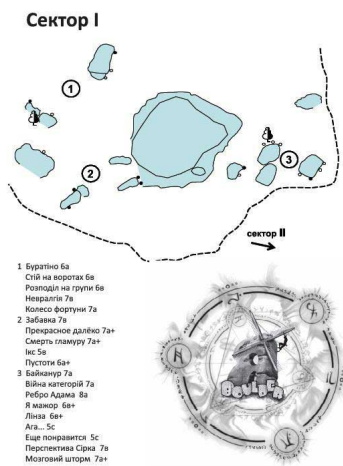 Сектор I
1
2
3
сектор II
1 Буратіно 6а
Стій на воротах 6в
Розподіл на групи 6в
Невралгія 7в
Колесо фортуни 7а
2 Забавка 7в
Прекрасное далёко 7а+
Смерть гламуру 7а+
Ікс 5в
Пустоти 6а+
3 Байканур 7а
Війна категорій 7а
Ребро Адама 8а
Я мажор 6в+
Лінза 6в+
Ага... 5с
Еще понравится 5с
Перспектива Сірка 7в
Мозговий шторм 7а+
BOULDER